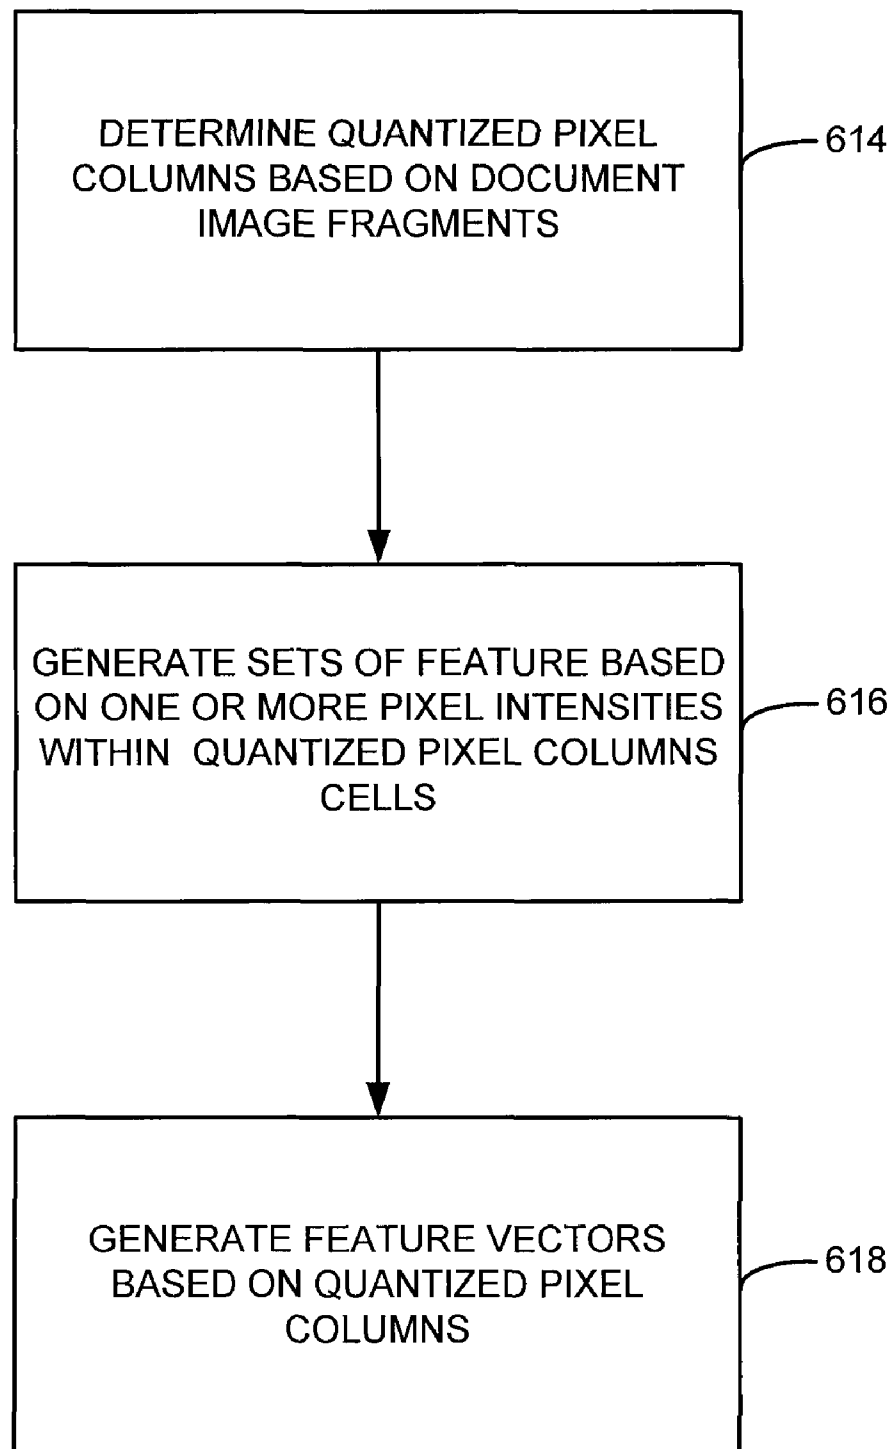 DETERMINE QUANTIZED PIXEL
COLUMNS BASED ON DOCUMENT
IMAGE FRAGMENTS
614
GENERATE SETS OF FEATURE BASED
ON ONE OR MORE PIXEL INTENSITIES
WITHIN QUANTIZED PIXEL COLUMNS
CELLS
616
GENERATE FEATURE VECTORS
BASED ON QUANTIZED PIXEL
COLUMNS
618